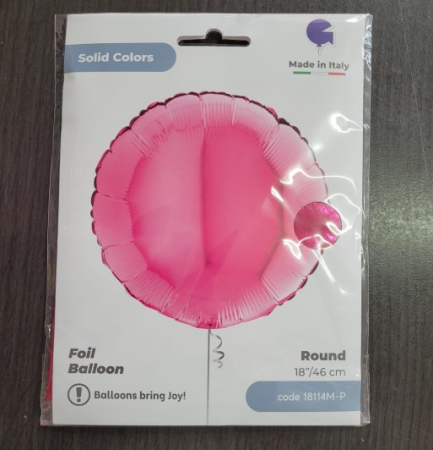 Solid Colors
Made in Italy
Foil
Balloon
Balloons bring Joy!
Round
18"/46 cm
code 18114M-P